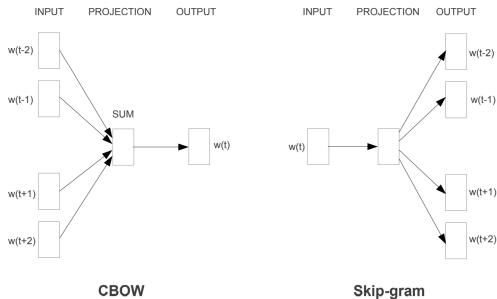 INPUT PROJECTION OUTPUT
w(t-2)
w(t-1)
SUM
w(t)
w(t+1)
w(t+2)
CBOW
INPUT PROJECTION OUTPUT
w(t-2)
w(t-1)
w(t)
w(t+1)
w(t+2)
Skip-gram